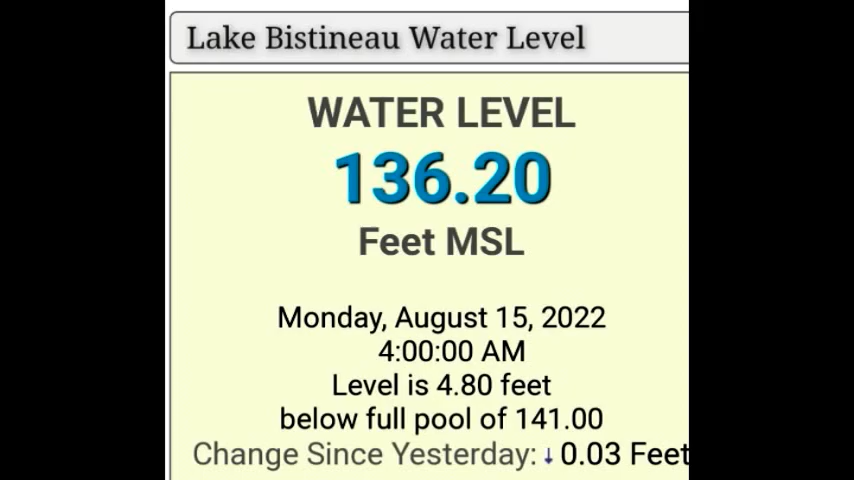 Lake Bistineau Water Level
WATER LEVEL
136.20
Feet MSL
Monday, August 15, 2022
4:00:00 AM
Level is 4.80 feet
below full pool of 141.00
Change Since Yesterday: ↓ 0.03 Feet